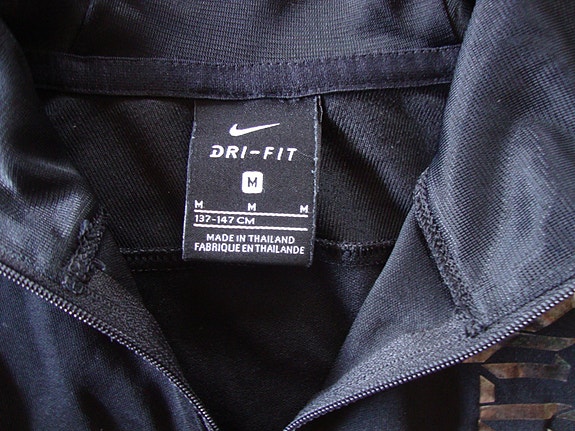 DRI-FIT
M
M M M
137-147 CM
MADE IN THAILAND
FABRIQUE EN THAILANDE